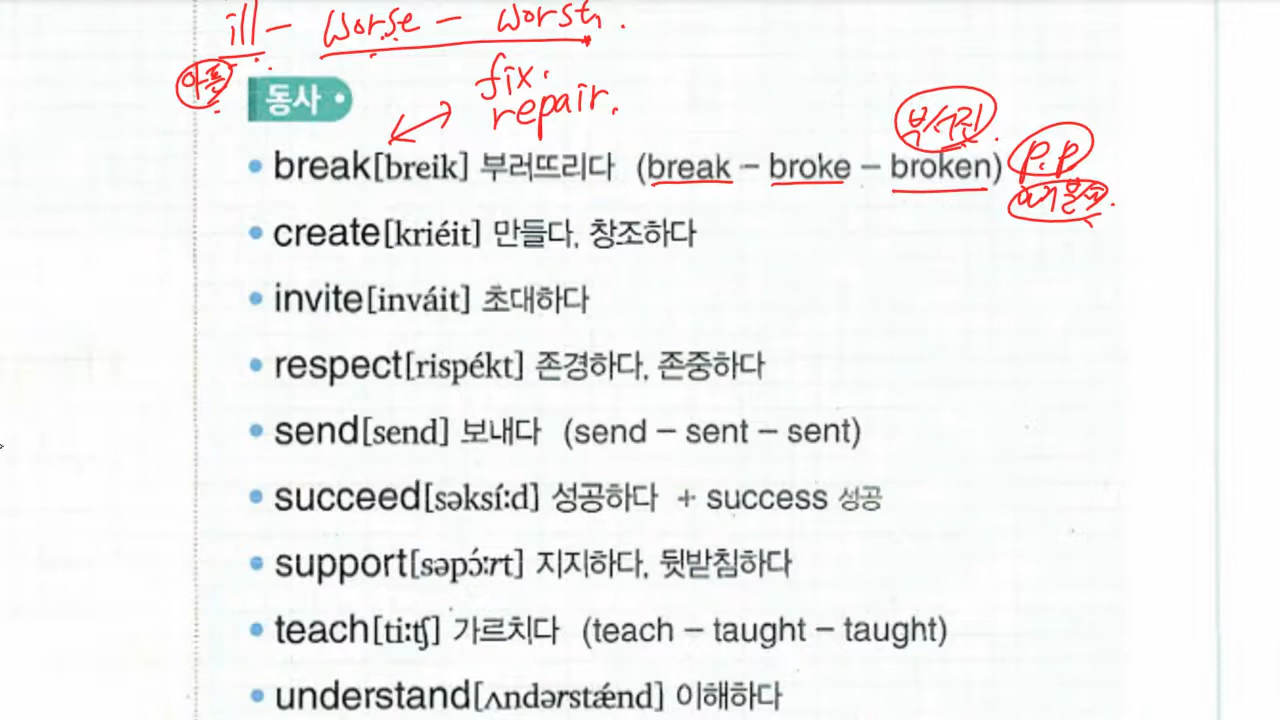 ill – worse – worst.
아픈
fix.
repair.
동사
부서진
break[breik] 부러뜨리다 (break – broke – broken) p.p
create[kriéit] 만들다, 창조하다
invite[inváit] 초대하다
respect[rispékt] 존경하다, 존중하다
send[send] 보내다 (send – sent – sent)
succeed[səksíːd] 성공하다 + success 성공
support[səpɔ́ːrt] 지지하다, 뒷받침하다
teach[tiːtʃ] 가르치다 (teach – taught – taught)
understand[ʌndərstǽnd] 이해하다